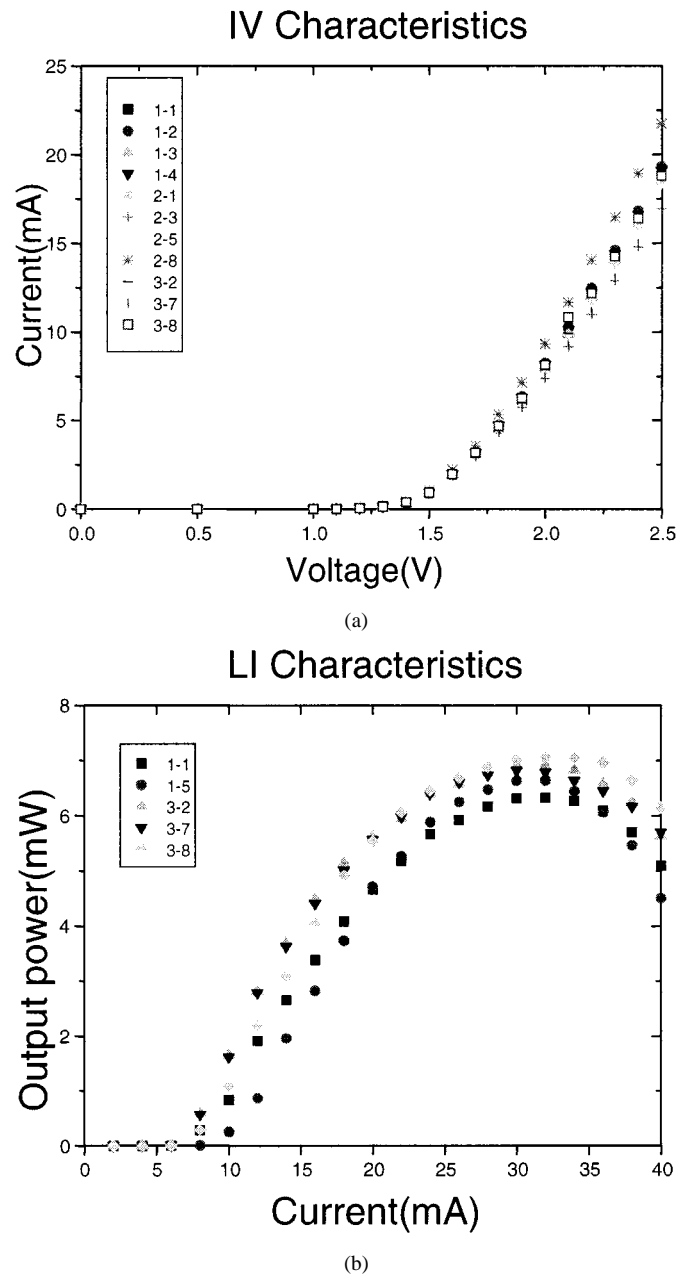 IV Characteristics
25
20
15
10
5
0
Current(mA)
1-1
1-2
1-3
1-4
2-1
2-3
2-5
2-8
3-2
3-7
3-8
0.0 0.5 1.0 1.5 2.0 2.5
Voltage(V)
(a)
LI Characteristics
8
6
4
2
0
Output power(mW)
1-1
1-5
3-2
3-7
3-8
0 5 10 15 20 25 30 35 40
Current(mA)
(b)